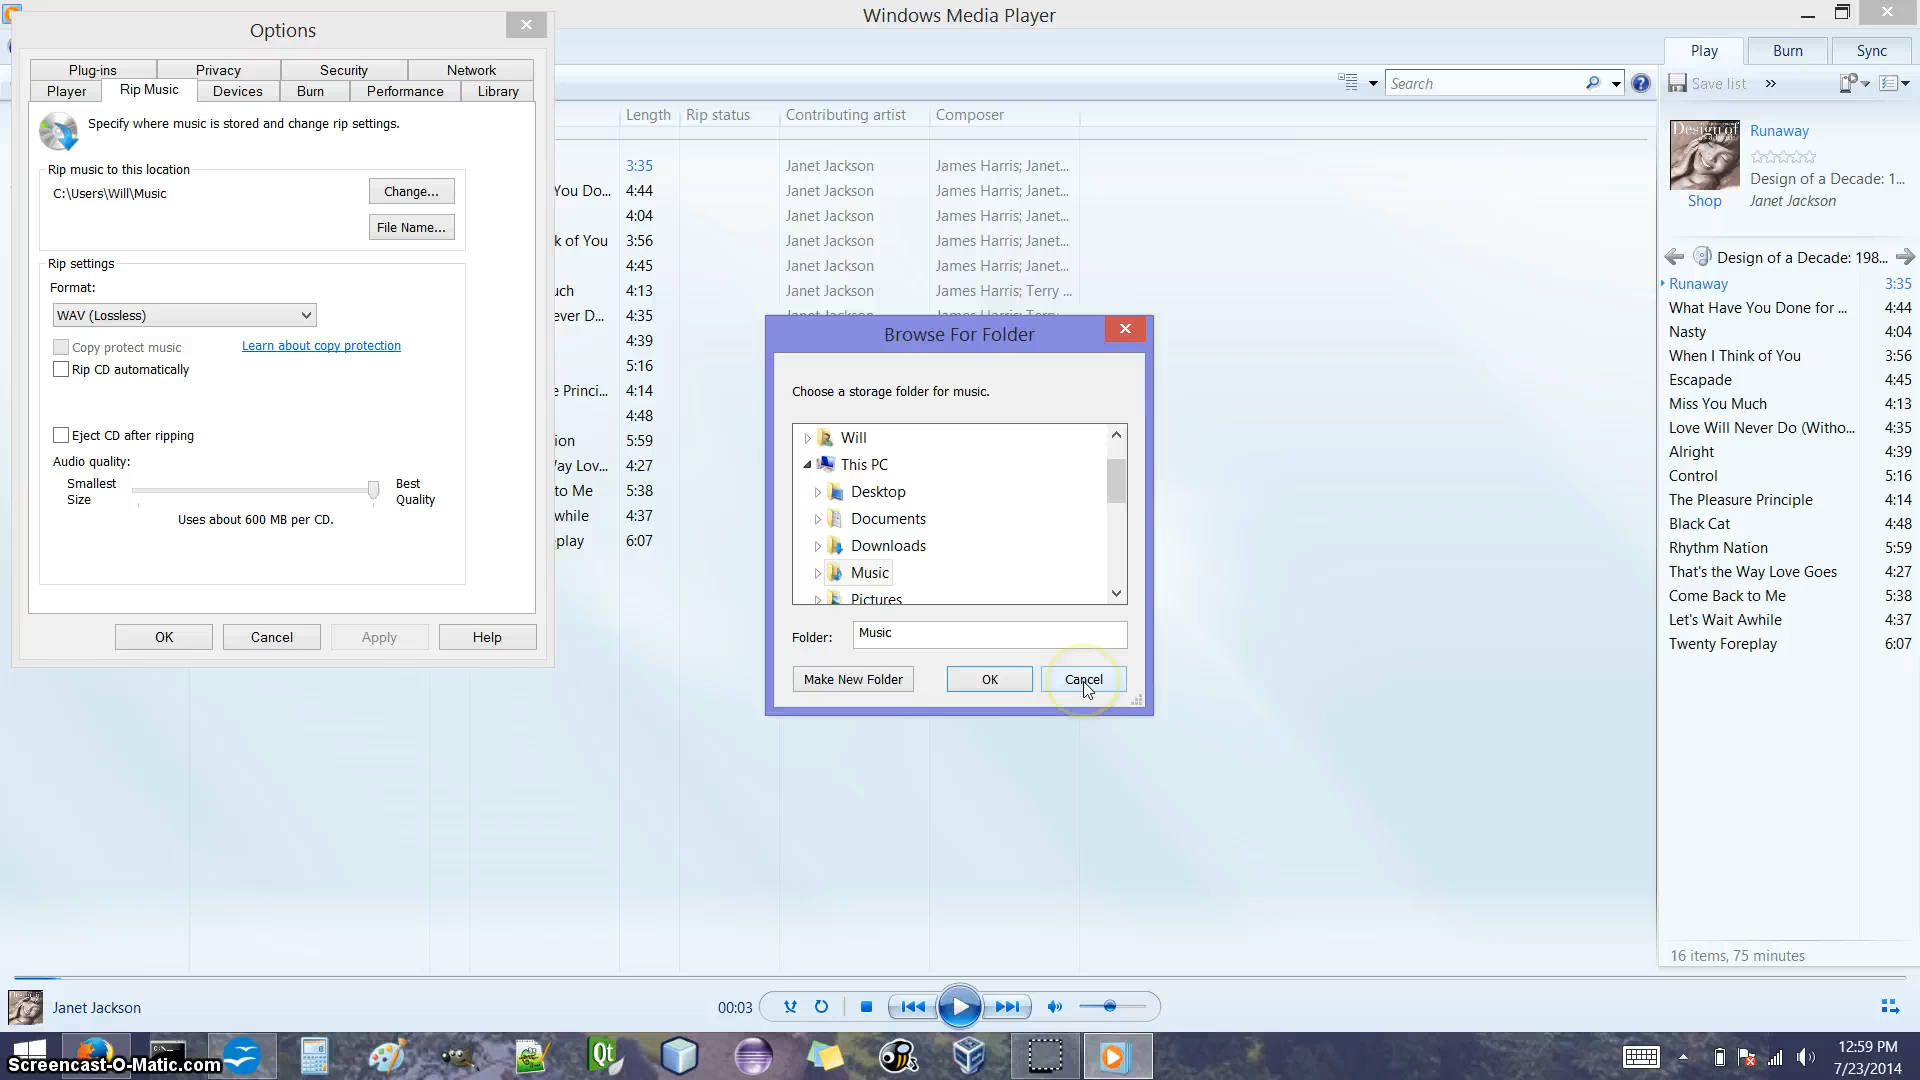 Windows Media Player
Options
Plug-ins Privacy Security Network
Player Rip Music Devices Burn Performance Library
Specify where music is stored and change rip settings.
Rip music to this location
C:\Users\Will\Music
Change...
File Name...
Rip settings
Format:
WAV (Lossless)
Copy protect music
Learn about copy protection
Rip CD automatically
Eject CD after ripping
Audio quality:
Smallest
Size
Best
Quality
Uses about 600 MB per CD.
OK Cancel Apply Help
Search
Length Rip status Contributing artist Composer
3:35 Janet Jackson James Harris; Janet...
You Do... 4:44 Janet Jackson James Harris; Janet...
4:04 Janet Jackson James Harris; Janet...
k of You 3:56 Janet Jackson James Harris; Janet...
4:45 Janet Jackson James Harris; Janet...
uch 4:13 Janet Jackson James Harris; Terry ...
ever D... 4:35 Janet Jackson James Harris; Terry
4:39
5:16
e Princi... 4:14
4:48
ion 5:59
Way Lov... 4:27
to Me 5:38
while 4:37
play 6:07
Browse For Folder
Choose a storage folder for music.
Will
This PC
Desktop
Documents
Downloads
Music
Pictures
Folder: Music
Make New Folder OK Cancel
Play Burn Sync
Save list »
Design of
Runaway
Design of a Decade: 1...
Janet Jackson
Shop
Design of a Decade: 198...
Runaway 3:35
What Have You Done for ... 4:44
Nasty 4:04
When I Think of You 3:56
Escapade 4:45
Miss You Much 4:13
Love Will Never Do (Witho... 4:35
Alright 4:39
Control 5:16
The Pleasure Principle 4:14
Black Cat 4:48
Rhythm Nation 5:59
That's the Way Love Goes 4:27
Come Back to Me 5:38
Let's Wait Awhile 4:37
Twenty Foreplay 6:07
16 items, 75 minutes
Janet Jackson
00:03
Qt
Screencast-O-Matic.com
12:59 PM
7/23/2014